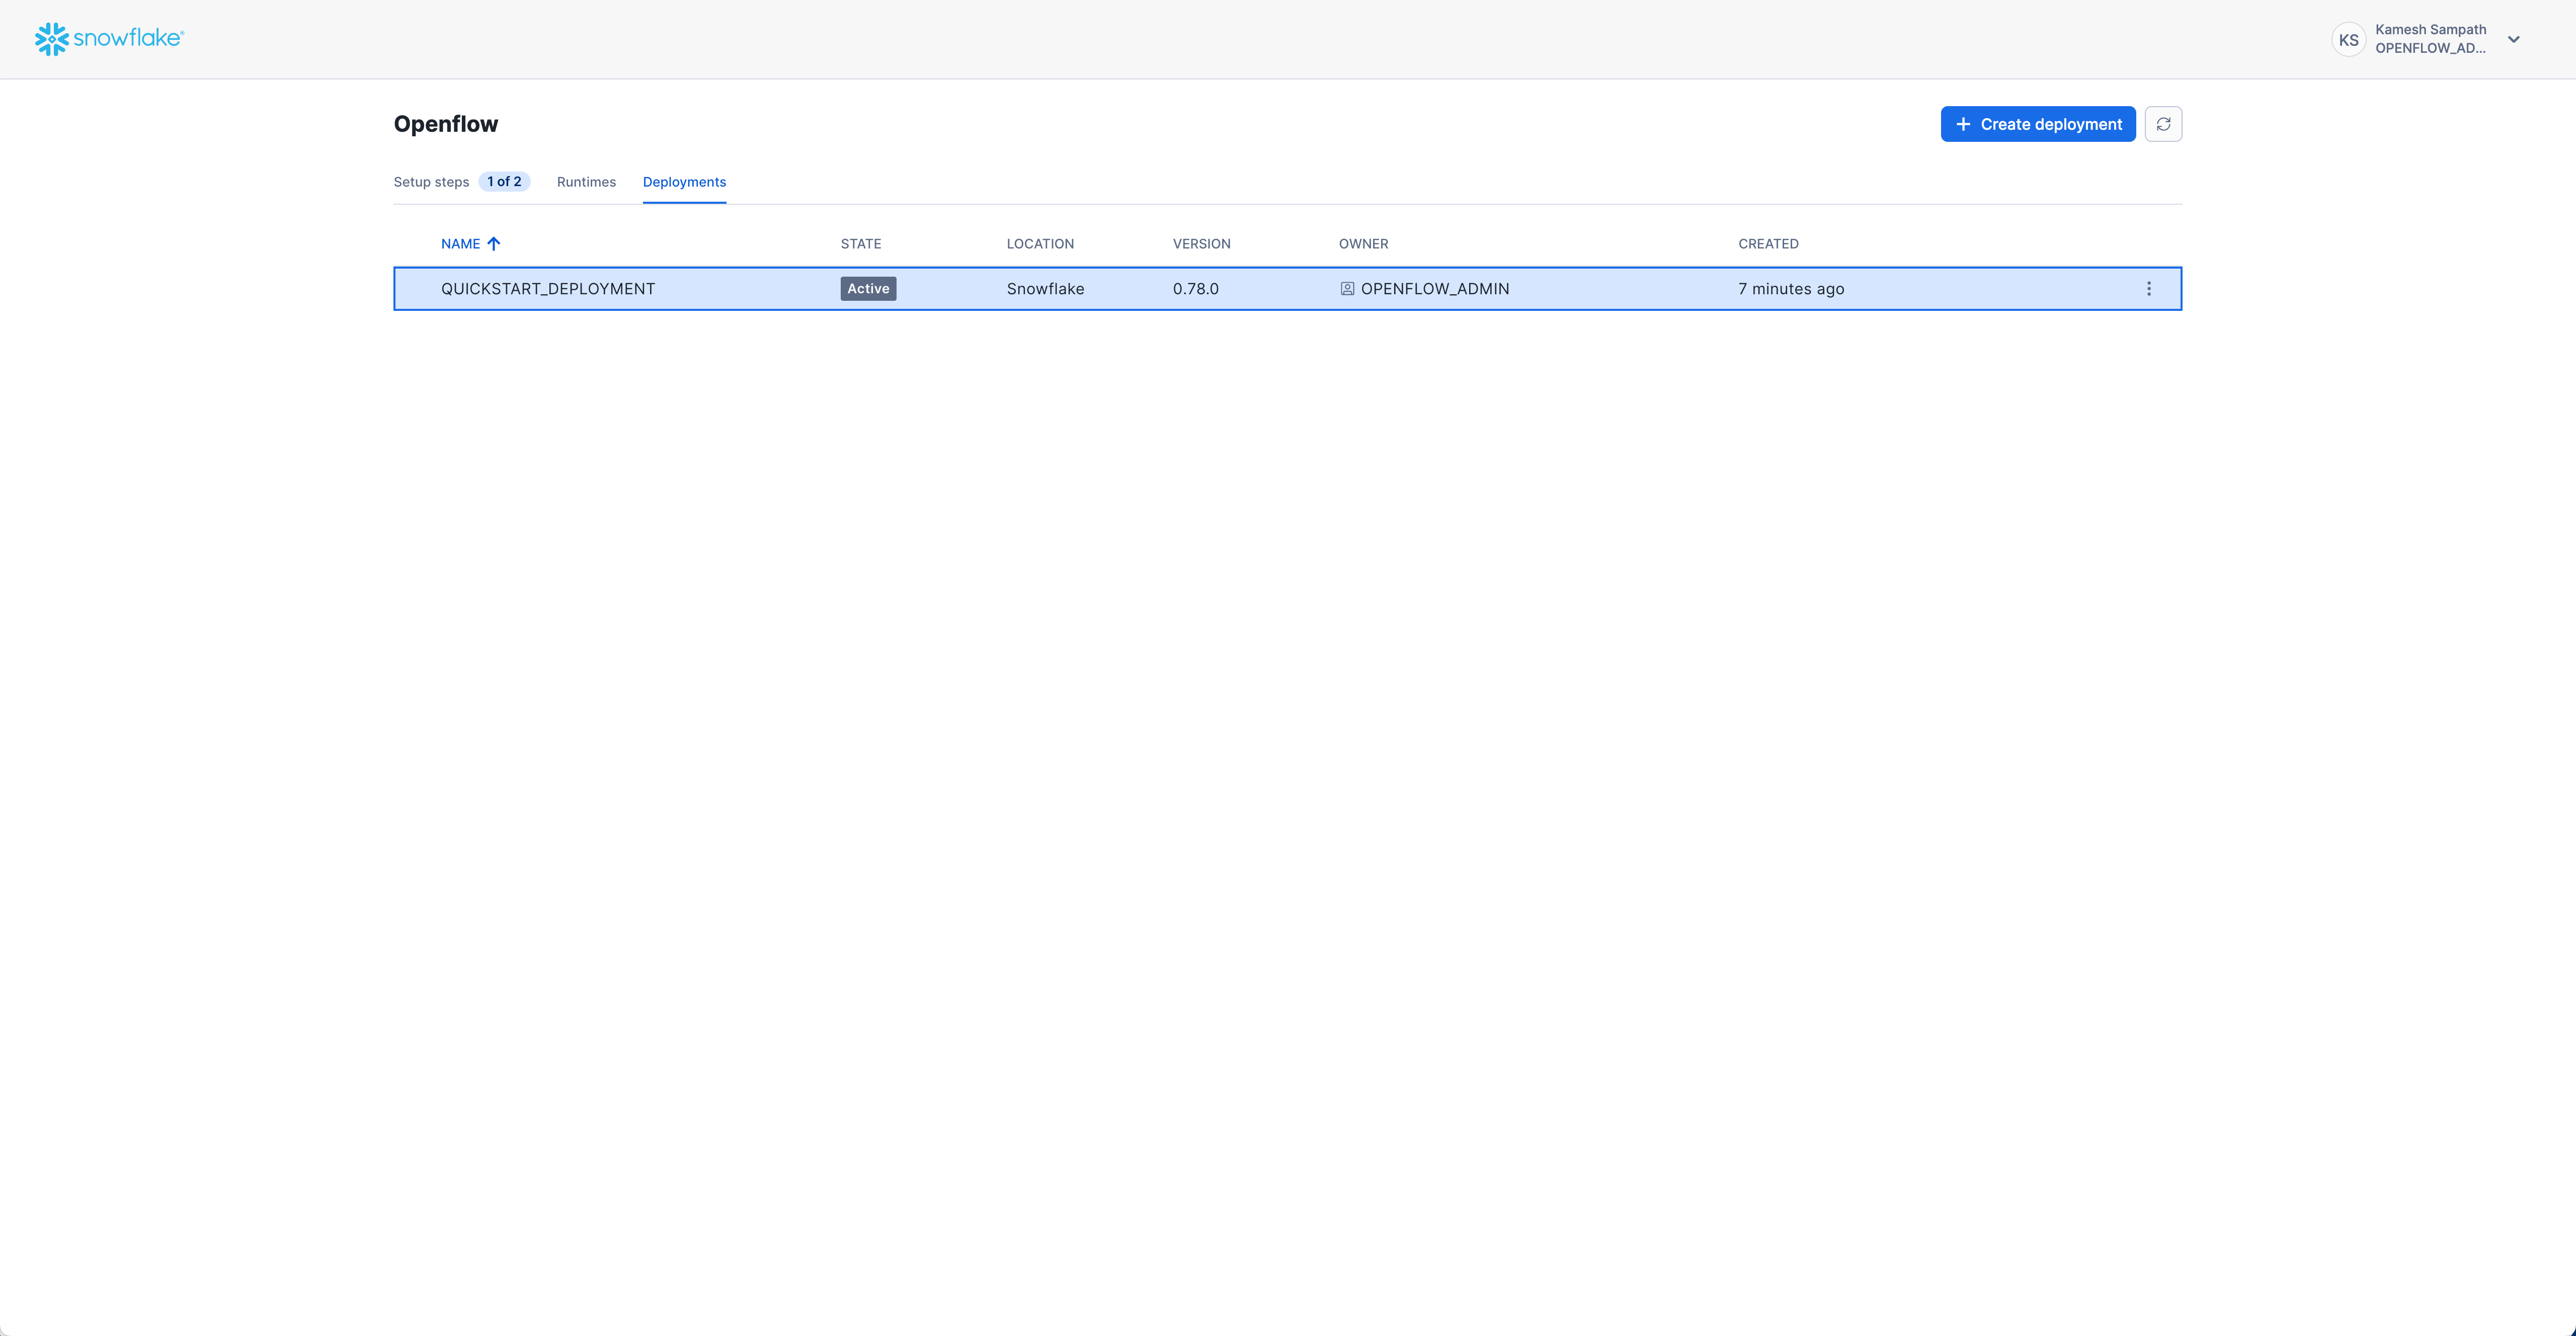 snowflake®
KS
Kamesh Sampath
OPENFLOW_AD...
Openflow
Create deployment
Setup steps 1 of 2 Runtimes Deployments
NAME STATE LOCATION VERSION OWNER CREATED
QUICKSTART_DEPLOYMENT Active Snowflake 0.78.0 OPENFLOW_ADMIN 7 minutes ago